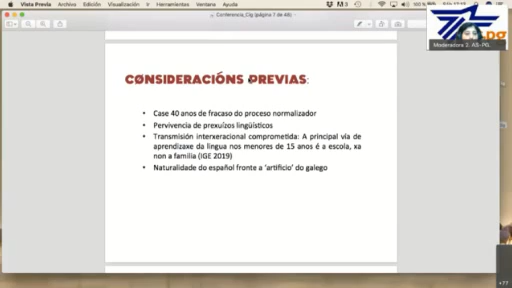 Vista Previa Archivo Edición Visualización Ir Herramientas Ventana Ayuda
Conferencia_Cig (página 7 de 48)
CONSIDERACIÓNS PREVIAS:
• Case 40 anos de fracaso do proceso normalizador
• Pervivencia de prexuízos lingüísticos
• Transmisión interxeracional comprometida: A principal vía de
aprendizaxe da lingua nos menores de 15 anos é a escola, xa
non a familia (IGE 2019)
• Naturalidade do español fronte a 'artificio' do galego
Moderadora 2. AS-PG.